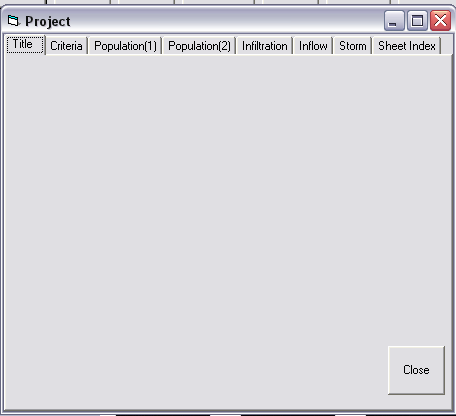 Project
Title Criteria Population(1) Population(2) Infiltration Inflow Storm Sheet Index
Close